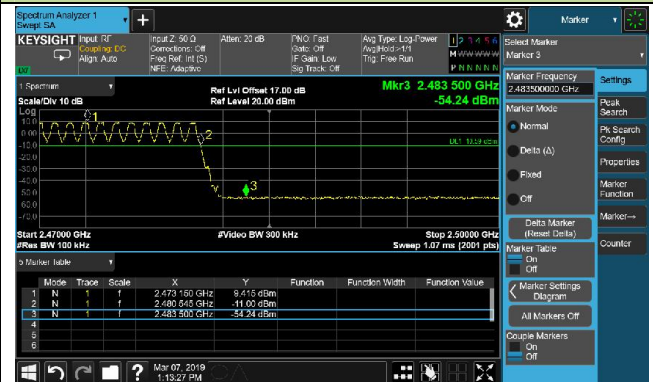 Spectrum Analyzer 1
Swept SA
+
Marker
KEYSIGHT
Input: RF
Coupling: DC
Align: Auto
Input Z: 50 Ω
Corrections: Off
Freq Ref: Int (S)
NFE: Adaptive
Atten: 20 dB
PNO: Fast
Gate: Off
IF Gain: Low
Sig Track: Off
Avg Type: Log-Power
Avg|Hold:>1/1
Trig: Free Run
1 2 3 4 5 6
M W W W W W
P N N N N N
Select Marker
Marker 3
1 Spectrum
Scale/Div 10 dB
Log
Ref Lvl Offset 17.00 dB
Ref Level 20.00 dBm
Mkr3 2.483 500 GHz
-54.24 dBm
10.0
0.00
-10.0
-20.0
-30.0
-40.0
-50.0
-60.0
-70.0
1
2
3
Start 2.47000 GHz
#Res BW 100 kHz
#Video BW 300 kHz
Stop 2.50000 GHz
Sweep 1.07 ms (2001 pts)
5 Marker Table
Mode Trace Scale X Y Function Function Width Function Value
1 N 1 f 2.473 150 GHz 9.415 dBm
2 N 1 f 2.480 545 GHz -11.00 dBm
3 N 1 f 2.483 500 GHz -54.24 dBm
4
5
6
Marker Frequency
2.483500000 GHz
Marker Mode
Normal
Delta (Δ)
Fixed
Off
Delta Marker
(Reset Delta)
Marker Table
On
Off
Marker Settings
Diagram
All Markers Off
Couple Markers
On
Off
Settings
Peak
Search
Pk Search
Config
Properties
Marker
Function
Marker→
Counter
?
Mar 07, 2019
1:13:27 PM